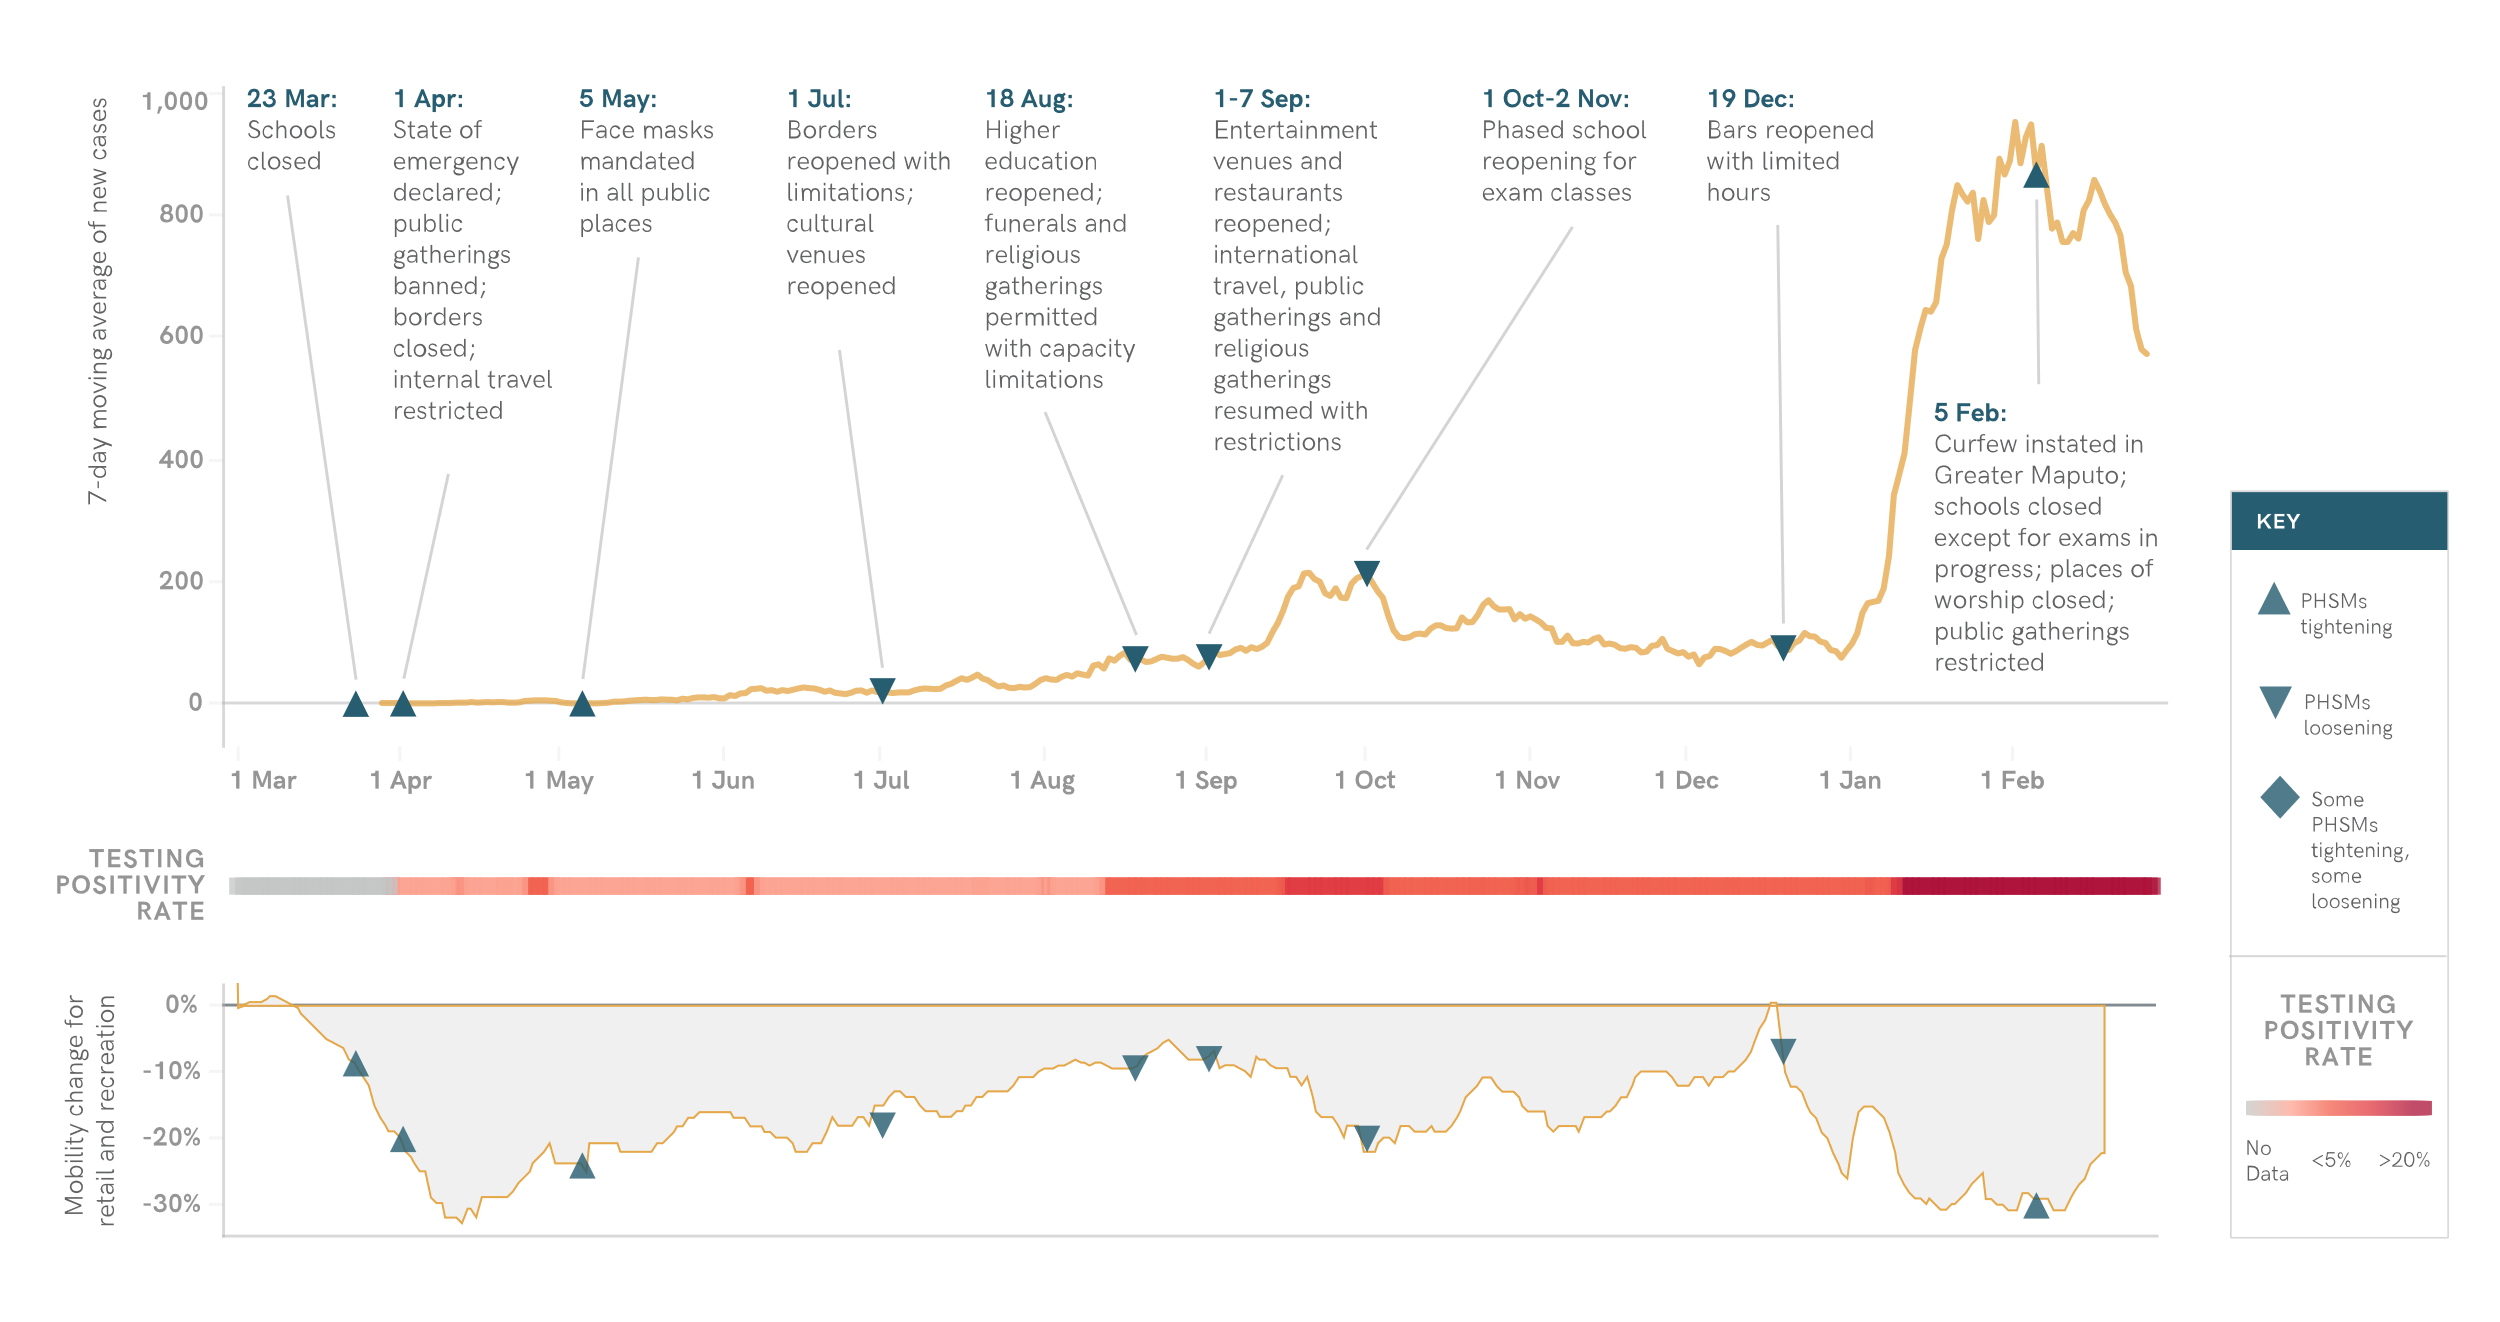 7-day moving average of new cases
1,000
800
600
400
200
0
23 Mar:
Schools
closed
1 Apr:
State of
emergency
declared;
public
gatherings
banned;
borders
closed;
internal travel
restricted
5 May:
Face masks
mandated
in all public
places
1 Jul:
Borders
reopened with
limitations;
cultural
venues
reopened
18 Aug:
Higher
education
reopened;
funerals and
religious
gatherings
permitted
with capacity
limitations
1-7 Sep:
Entertainment
venues and
restaurants
reopened;
international
travel, public
gatherings and
religious
gatherings
resumed with
restrictions
1 Oct-2 Nov:
Phased school
reopening for
exam classes
19 Dec:
Bars reopened
with limited
hours
5 Feb:
Curfew instated in
Greater Maputo;
schools closed
except for exams in
progress; places of
worship closed;
public gatherings
restricted
1 Mar
1 Apr
1 May
1 Jun
1 Jul
1 Aug
1 Sep
1 Oct
1 Nov
1 Dec
1 Jan
1 Feb
TESTING
POSITIVITY
RATE
Mobility change for
retail and recreation
0%
-10%
-20%
-30%
KEY
PHSMs
tightening
PHSMs
loosening
Some
PHSMs
tightening,
some
loosening
TESTING
POSITIVITY
RATE
No
Data
<5%
>20%